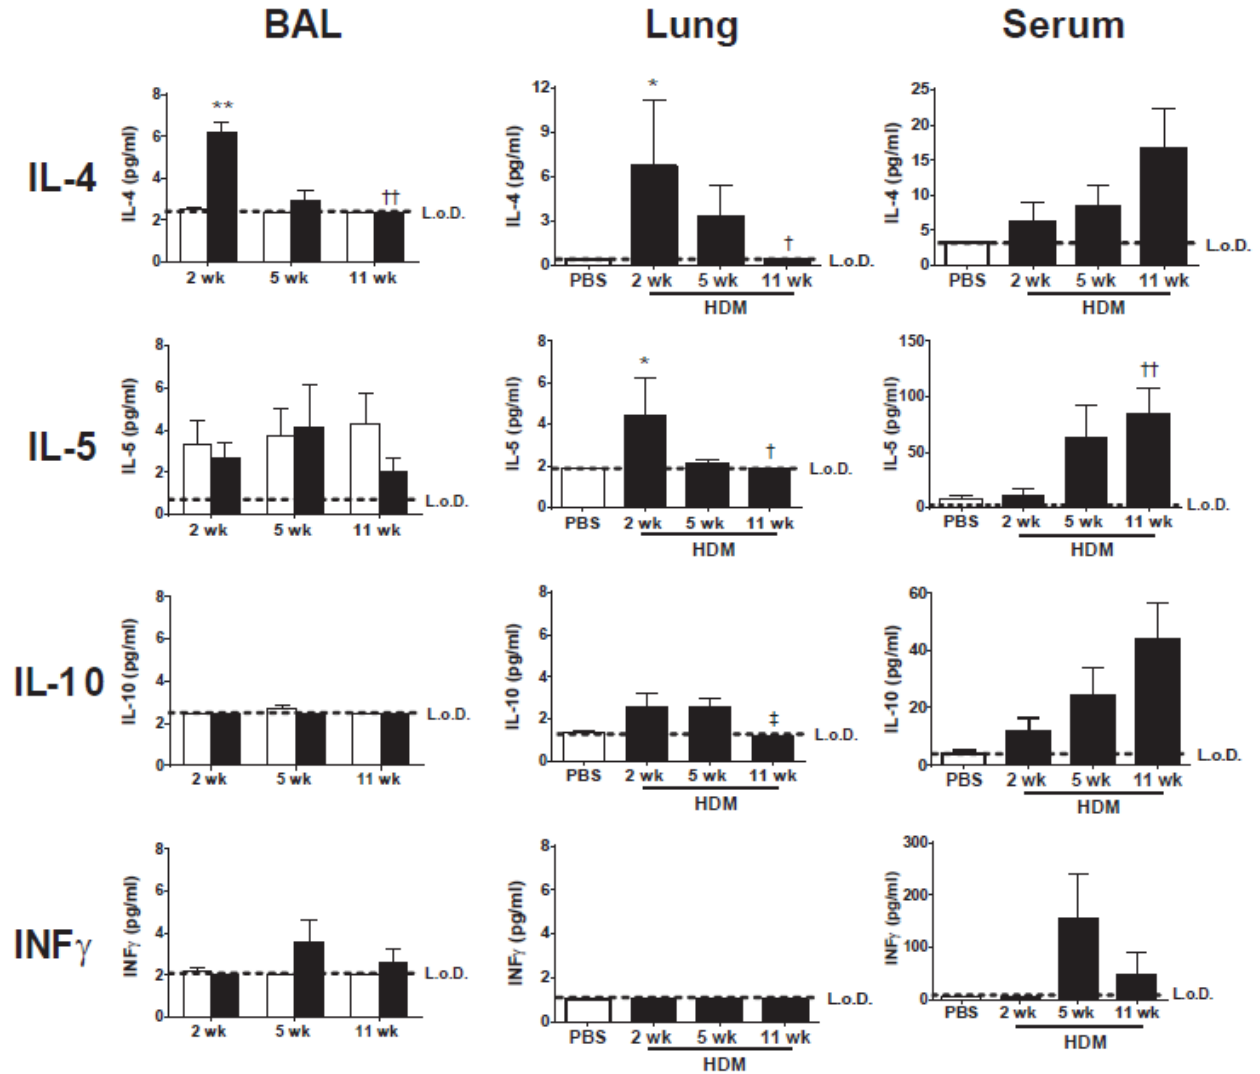 BAL Lung Serum
IL-4
IL-4 (pg/ml)
8
6
4
2
0
**
††
L.o.D.
2 wk 5 wk 11 wk
IL-4 (pg/ml)
12
9
6
3
0
*
†
L.o.D.
PBS 2 wk 5 wk 11 wk
HDM
IL-4 (pg/ml)
25
20
15
10
5
0
L.o.D.
PBS 2 wk 5 wk 11 wk
HDM
IL-5
IL-5 (pg/ml)
8
6
4
2
0
L.o.D.
2 wk 5 wk 11 wk
IL-5 (pg/ml)
8
6
4
2
0
*
†
L.o.D.
PBS 2 wk 5 wk 11 wk
HDM
IL-5 (pg/ml)
150
100
50
0
††
L.o.D.
PBS 2 wk 5 wk 11 wk
HDM
IL-10
IL-10 (pg/ml)
8
6
4
2
0
L.o.D.
2 wk 5 wk 11 wk
IL-10 (pg/ml)
8
6
4
2
0
‡
L.o.D.
PBS 2 wk 5 wk 11 wk
HDM
IL-10 (pg/ml)
60
40
20
0
L.o.D.
PBS 2 wk 5 wk 11 wk
HDM
INFγ
INFγ (pg/ml)
8
6
4
2
0
L.o.D.
2 wk 5 wk 11 wk
INFγ (pg/ml)
8
6
4
2
0
L.o.D.
PBS 2 wk 5 wk 11 wk
HDM
INFγ (pg/ml)
300
200
100
0
L.o.D.
PBS 2 wk 5 wk 11 wk
HDM